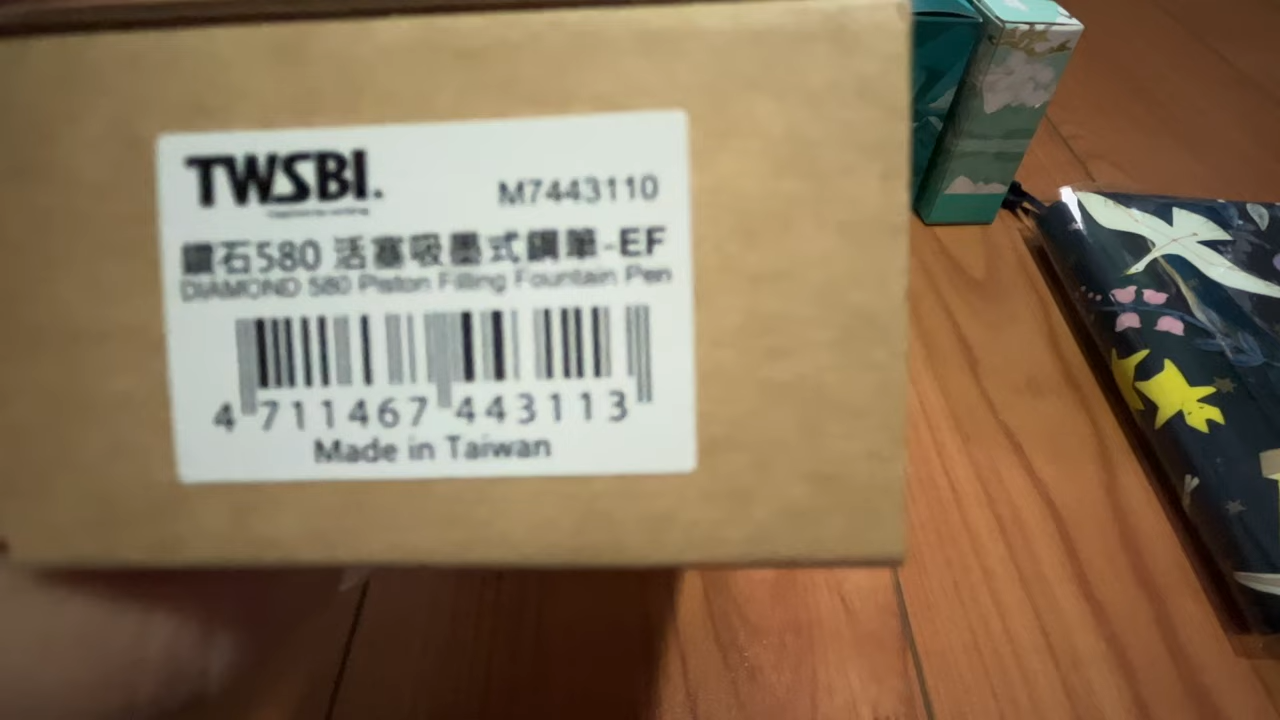 TWSBI.
M7443110
鑽石580 活塞吸墨式鋼筆-EF
DIAMOND 580 Piston Filling Fountain Pen
4 711467 443113
Made in Taiwan